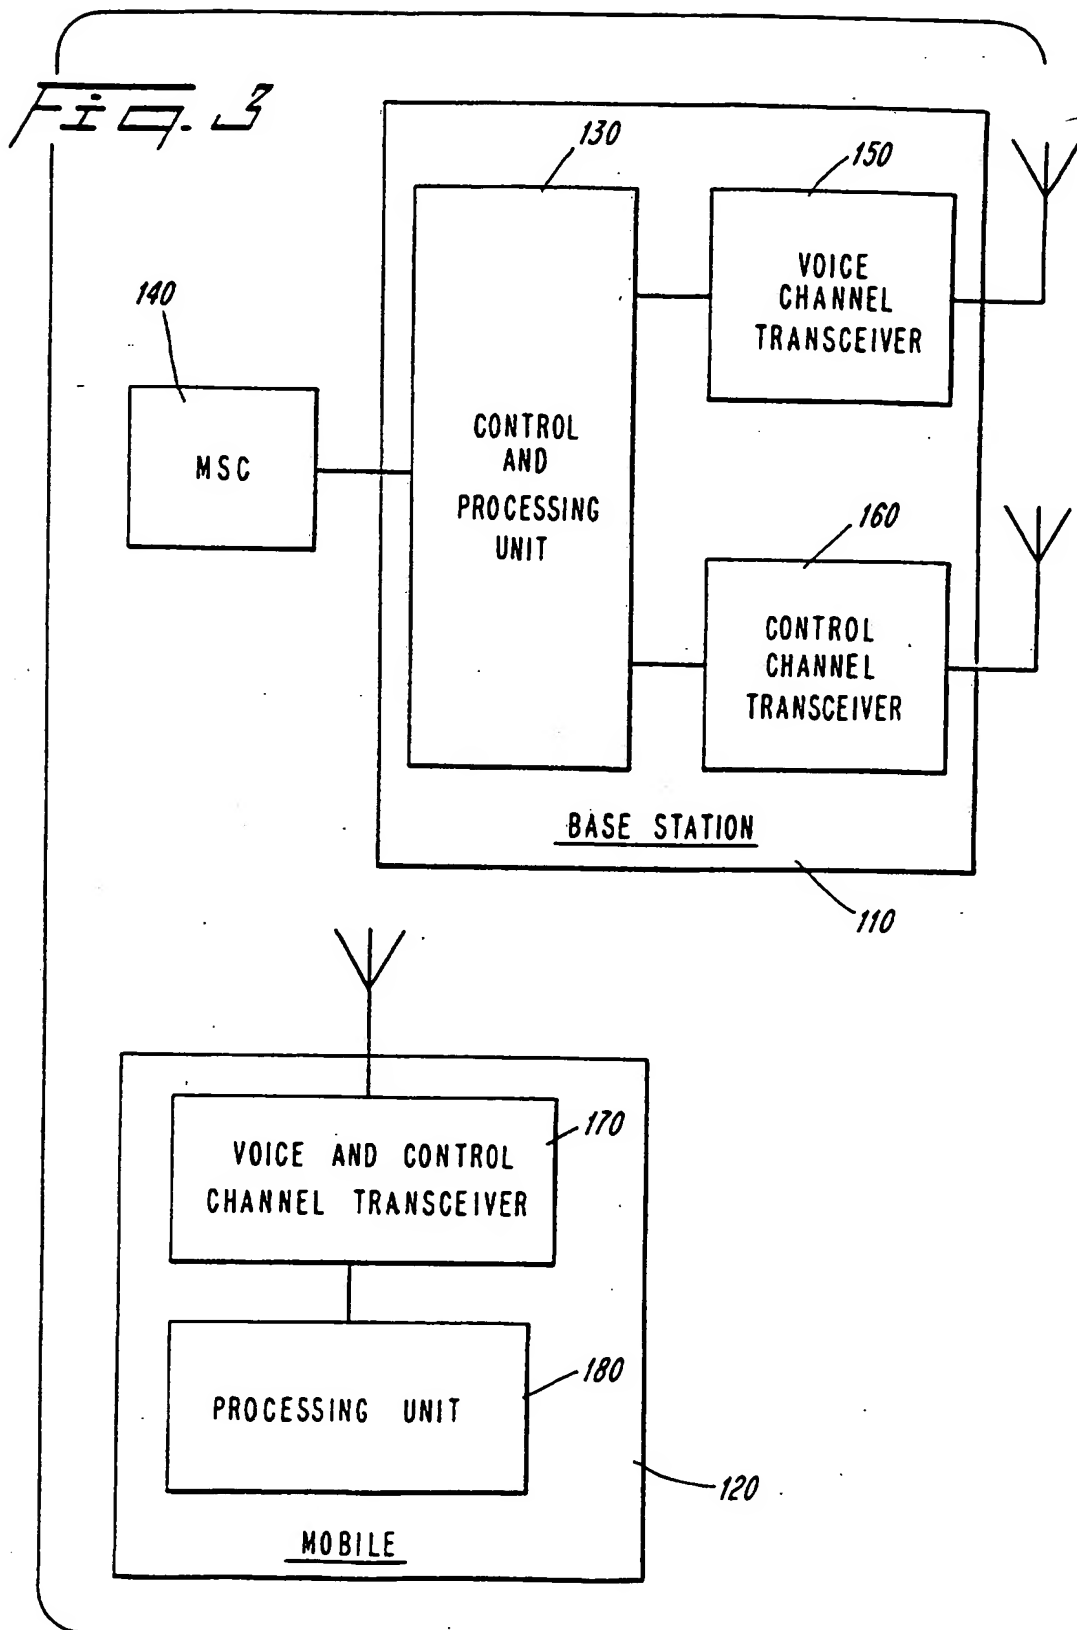 Fig. 3
130
150
VOICE
CHANNEL
TRANSCEIVER
140
MSC
CONTROL
AND
PROCESSING
UNIT
160
CONTROL
CHANNEL
TRANSCEIVER
BASE STATION
110
170
VOICE AND CONTROL
CHANNEL TRANSCEIVER
180
PROCESSING UNIT
120
MOBILE